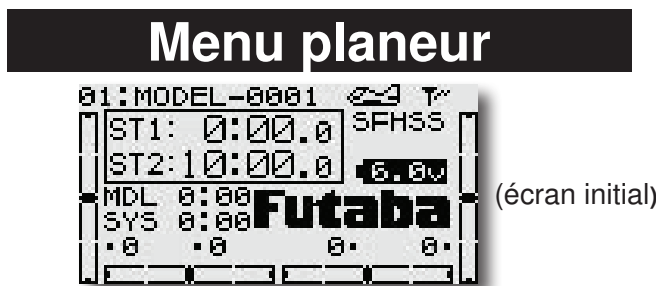 Menu planeur
01:MODEL-0001
SFHSS
ST1: 0:00.0
ST2:10:00.0
6.0v
MDL 0:00
SYS 0:00
Futaba
(écran initial)
0 0 0 0